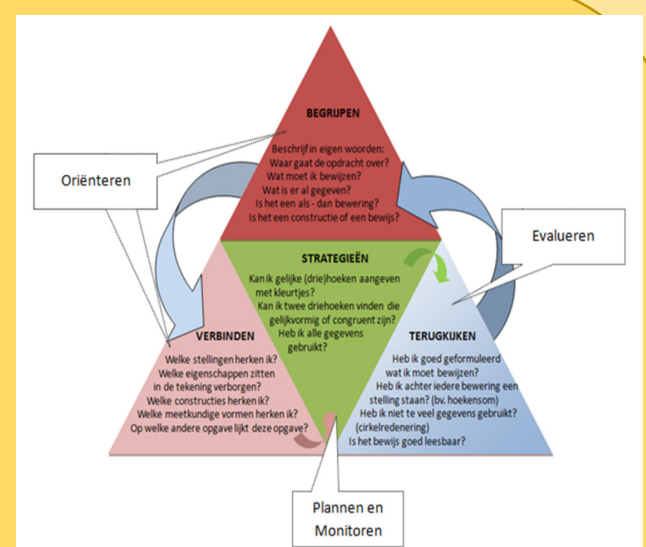 BEGRIJPEN
Beschrijf in eigen woorden:
Waar gaat de opdracht over?
Wat moet ik bewijzen?
Wat is er al gegeven?
Is het een als - dan bewering?
Is het een constructie of een bewijs?
Oriënteren
Evalueren
STRATEGIEËN
Kan ik gelijke (drie)hoeken aangeven
met kleurtjes?
Kan ik twee driehoeken vinden die
gelijkvormig of congruent zijn?
Heb ik alle gegevens
gebruikt?
VERBINDEN
Welke stellingen herken ik?
Welke eigenschappen zitten
in de tekening verborgen?
Welke constructies herken ik?
Welke meetkundige vormen herken ik?
Op welke andere opgave lijkt deze opgave?
TERUGKIJKEN
Heb ik goed geformuleerd
wat ik moet bewijzen?
Heb ik achter iedere bewering een
stelling staan? (bv. hoekensom)
Heb ik niet te veel gegevens gebruikt?
(cirkelredenering)
Is het bewijs goed leesbaar?
Plannen en
Monitoren